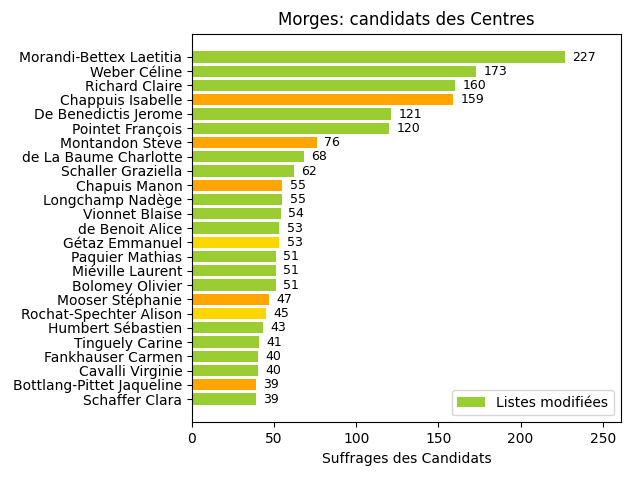 Morges: candidats des Centres
Morandi-Bettex Laetitia 227
Weber Céline 173
Richard Claire 160
Chappuis Isabelle 159
De Benedictis Jerome 121
Pointet François 120
Montandon Steve 76
de La Baume Charlotte 68
Schaller Graziella 62
Chapuis Manon 55
Longchamp Nadège 55
Vionnet Blaise 54
de Benoit Alice 53
Gétaz Emmanuel 53
Paquier Mathias 51
Miéville Laurent 51
Bolomey Olivier 51
Mooser Stéphanie 47
Rochat-Spechter Alison 45
Humbert Sébastien 43
Tinguely Carine 41
Fankhauser Carmen 40
Cavalli Virginie 40
Bottlang-Pittet Jaqueline 39
Schaffer Clara 39
Listes modifiées
0 50 100 150 200 250
Suffrages des Candidats